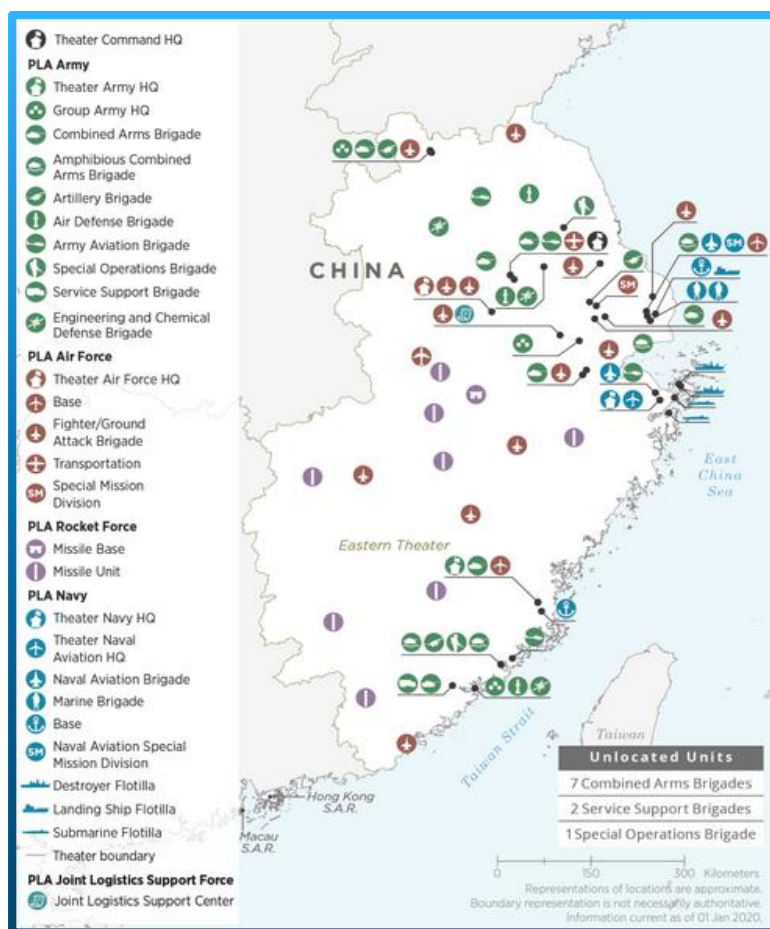 Theater Command HQ
PLA Army
Theater Army HQ
Group Army HQ
Combined Arms Brigade
Amphibious Combined
Arms Brigade
Artillery Brigade
Air Defense Brigade
Army Aviation Brigade
Special Operations Brigade
Service Support Brigade
Engineering and Chemical
Defense Brigade
PLA Air Force
Theater Air Force HQ
Base
Fighter/Ground
Attack Brigade
Transportation
SM
Special Mission
Division
PLA Rocket Force
Missile Base
Missile Unit
PLA Navy
Theater Navy HQ
Theater Naval
Aviation HQ
Naval Aviation Brigade
Marine Brigade
Base
SM
Naval Aviation Special
Mission Division
Destroyer Flotilla
Landing Ship Flotilla
Submarine Flotilla
Theater boundary
PLA Joint Logistics Support Force
Joint Logistics Support Center
CHINA
SM
SM
East
China
Sea
Eastern Theater
Taiwan Strait
Taiwan
Hong Kong
S.A.R.
Macau
S.A.R.
Unlocated Units
7 Combined Arms Brigades
2 Service Support Brigades
1 Special Operations Brigade
0 150 300 Kilometers
Representations of locations are approximate.
Boundary representation is not necessarily authoritative.
Information current as of 01 Jan 2020.